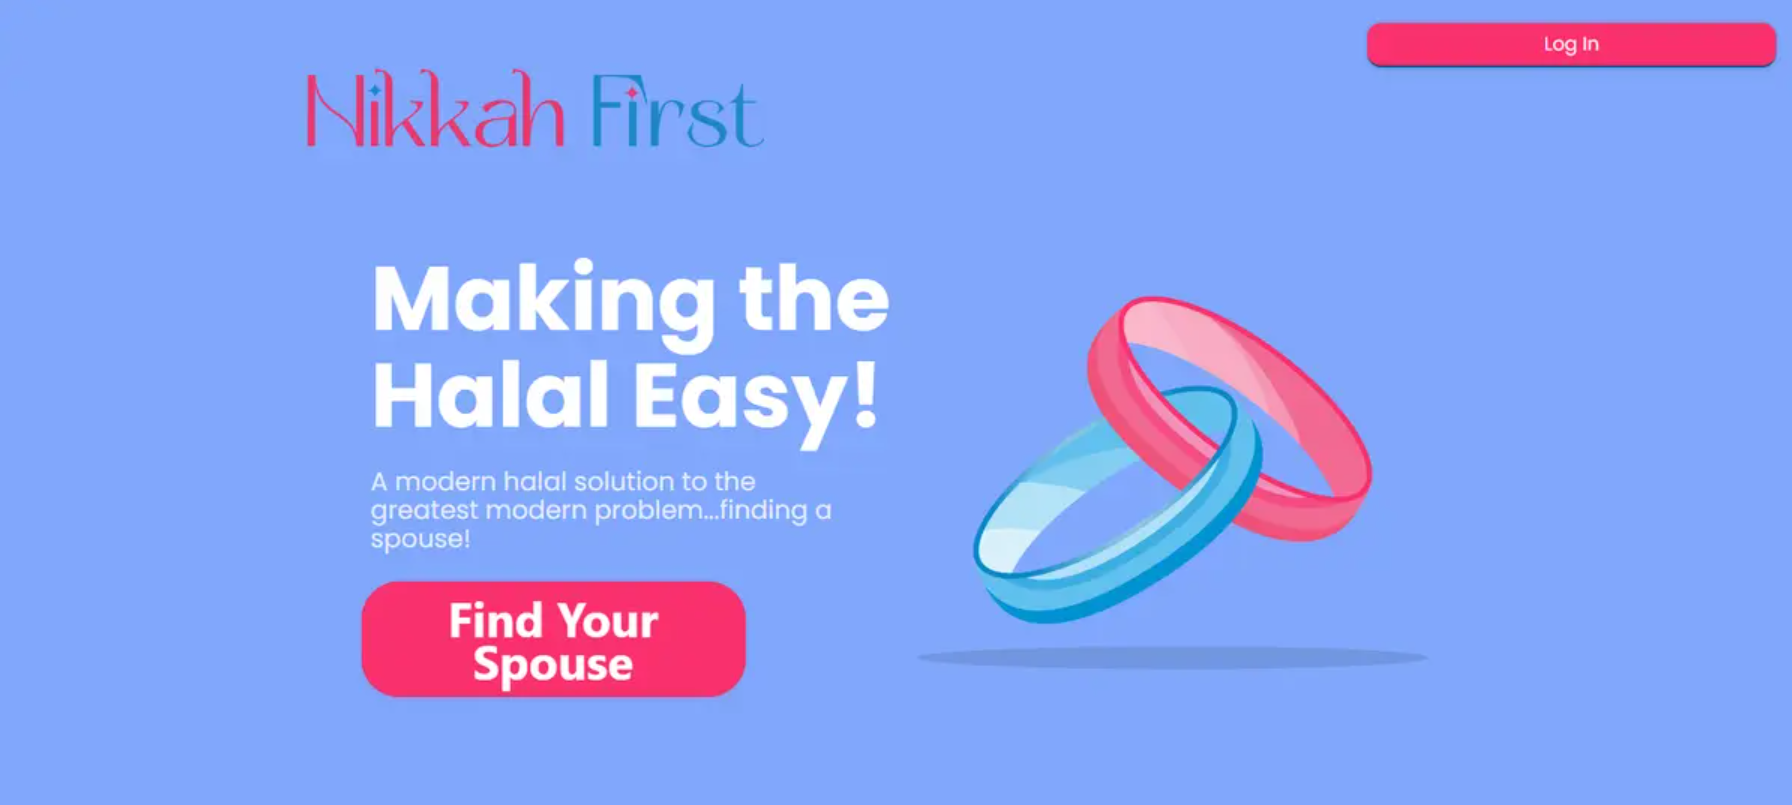 Log In
Nikkah First
Making the
Halal Easy!
A modern halal solution to the
greatest modern problem...finding a
spouse!
Find Your
Spouse